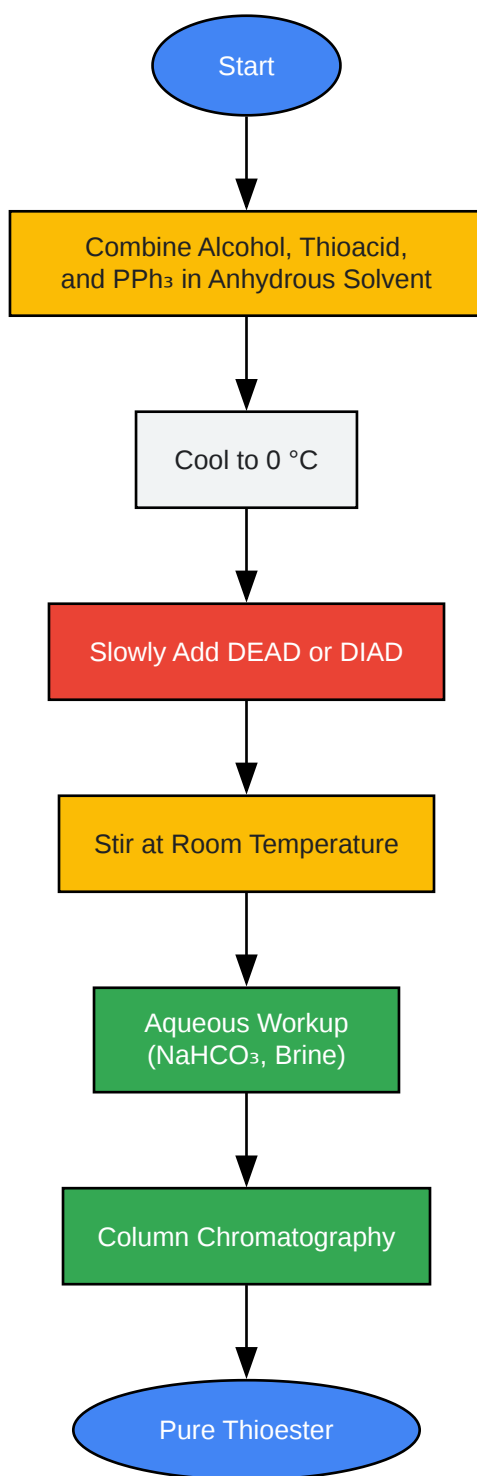 Start
Combine Alcohol, Thioacid,
and PPh₃ in Anhydrous Solvent
Cool to 0 °C
Slowly Add DEAD or DIAD
Stir at Room Temperature
Aqueous Workup
(NaHCO₃, Brine)
Column Chromatography
Pure Thioester